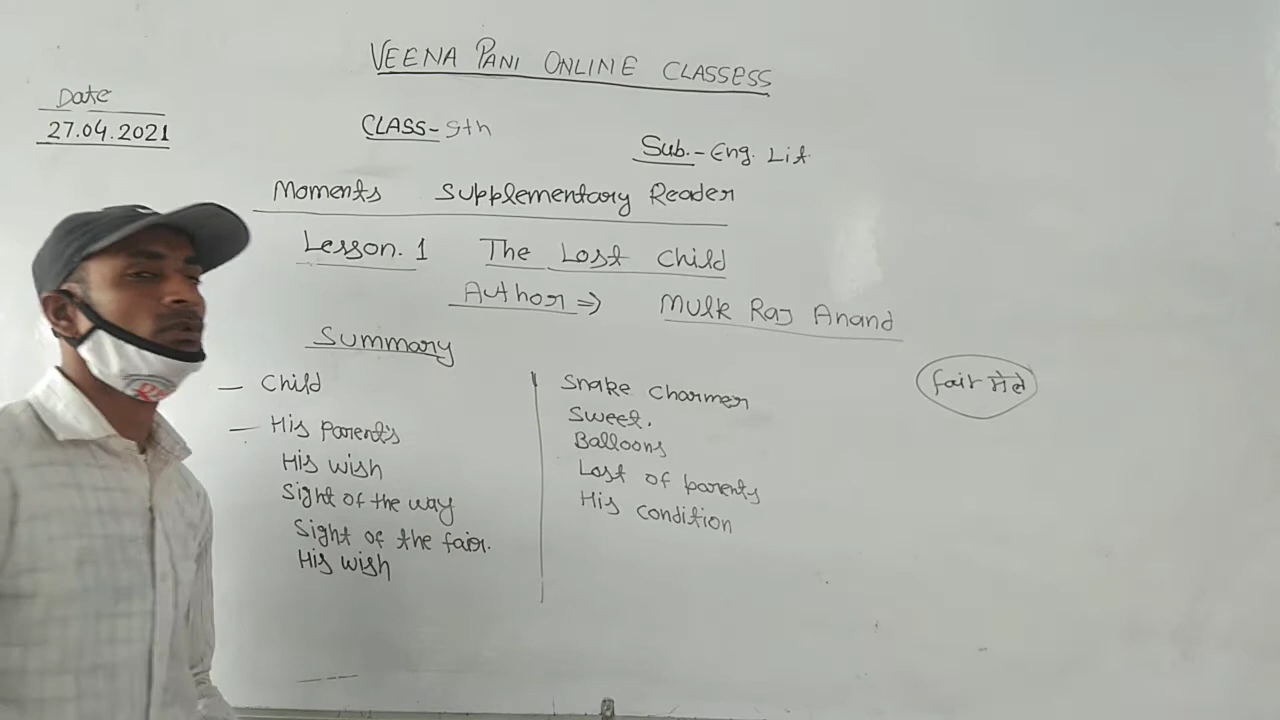 VEENA PANI ONLINE CLASSESS
Date
27.04.2021
CLASS-9th
Sub.-Eng. Lit
Moments Supplementary Reader
Lesson. 1 The Lost Child
Author ⇒ Mulk Raj Anand
Summary
— Child
— His Parent's
His wish
Sight of the way
Sight of the fair.
His wish
Snake Charmer
Sweet.
Balloons
Lost of parents
His condition
fair मेले